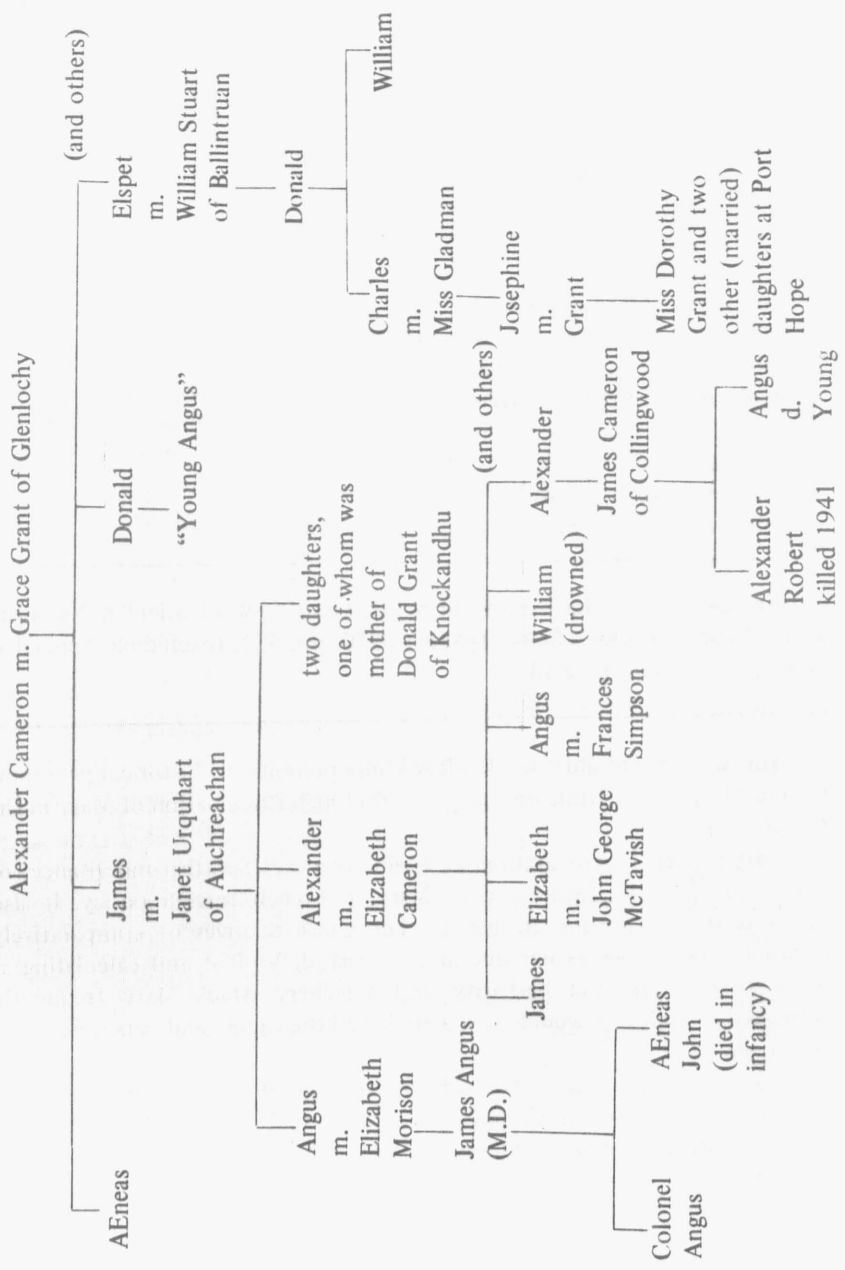 Alexander Cameron m. Grace Grant of Glenlochy
AEneas
James
m.
Janet Urquhart
of Aachreachan
Donald
"Young Angus"
Elspet
m.
William Stuart
of Ballintruan
(and others)
Donald
Charles
m.
Miss Gladman
Josephine
m.
Grant
Miss Dorothy
Grant and two
other (married)
daughters at Port
Hope
William
Angus
m.
Elizabeth
Morison
James Angus
(M.D.)
Colonel
Angus
AEneas
John
(died in
infancy)
Alexander
m.
Elizabeth
Cameron
two daughters,
one of whom was
mother of
Donald Grant
of Knockandhu
James
Elizabeth
m.
John George
McTavish
Angus
m.
Frances
Simpson
William
(drowned)
Alexander
(and others)
James Cameron
of Collingwood
Alexander
Robert
killed 1941
Angus
d.
Young